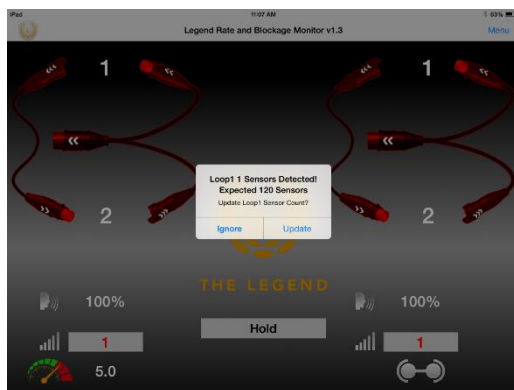 iPad
11:07 AM
63%
Legend Rate and Blockage Monitor v1.3
Menu
1
1
Loop1 1 Sensors Detected!
Expected 120 Sensors
Update Loop1 Sensor Count?
Ignore
Update
2
2
THE LEGEND
100%
100%
Hold
1
1
5.0